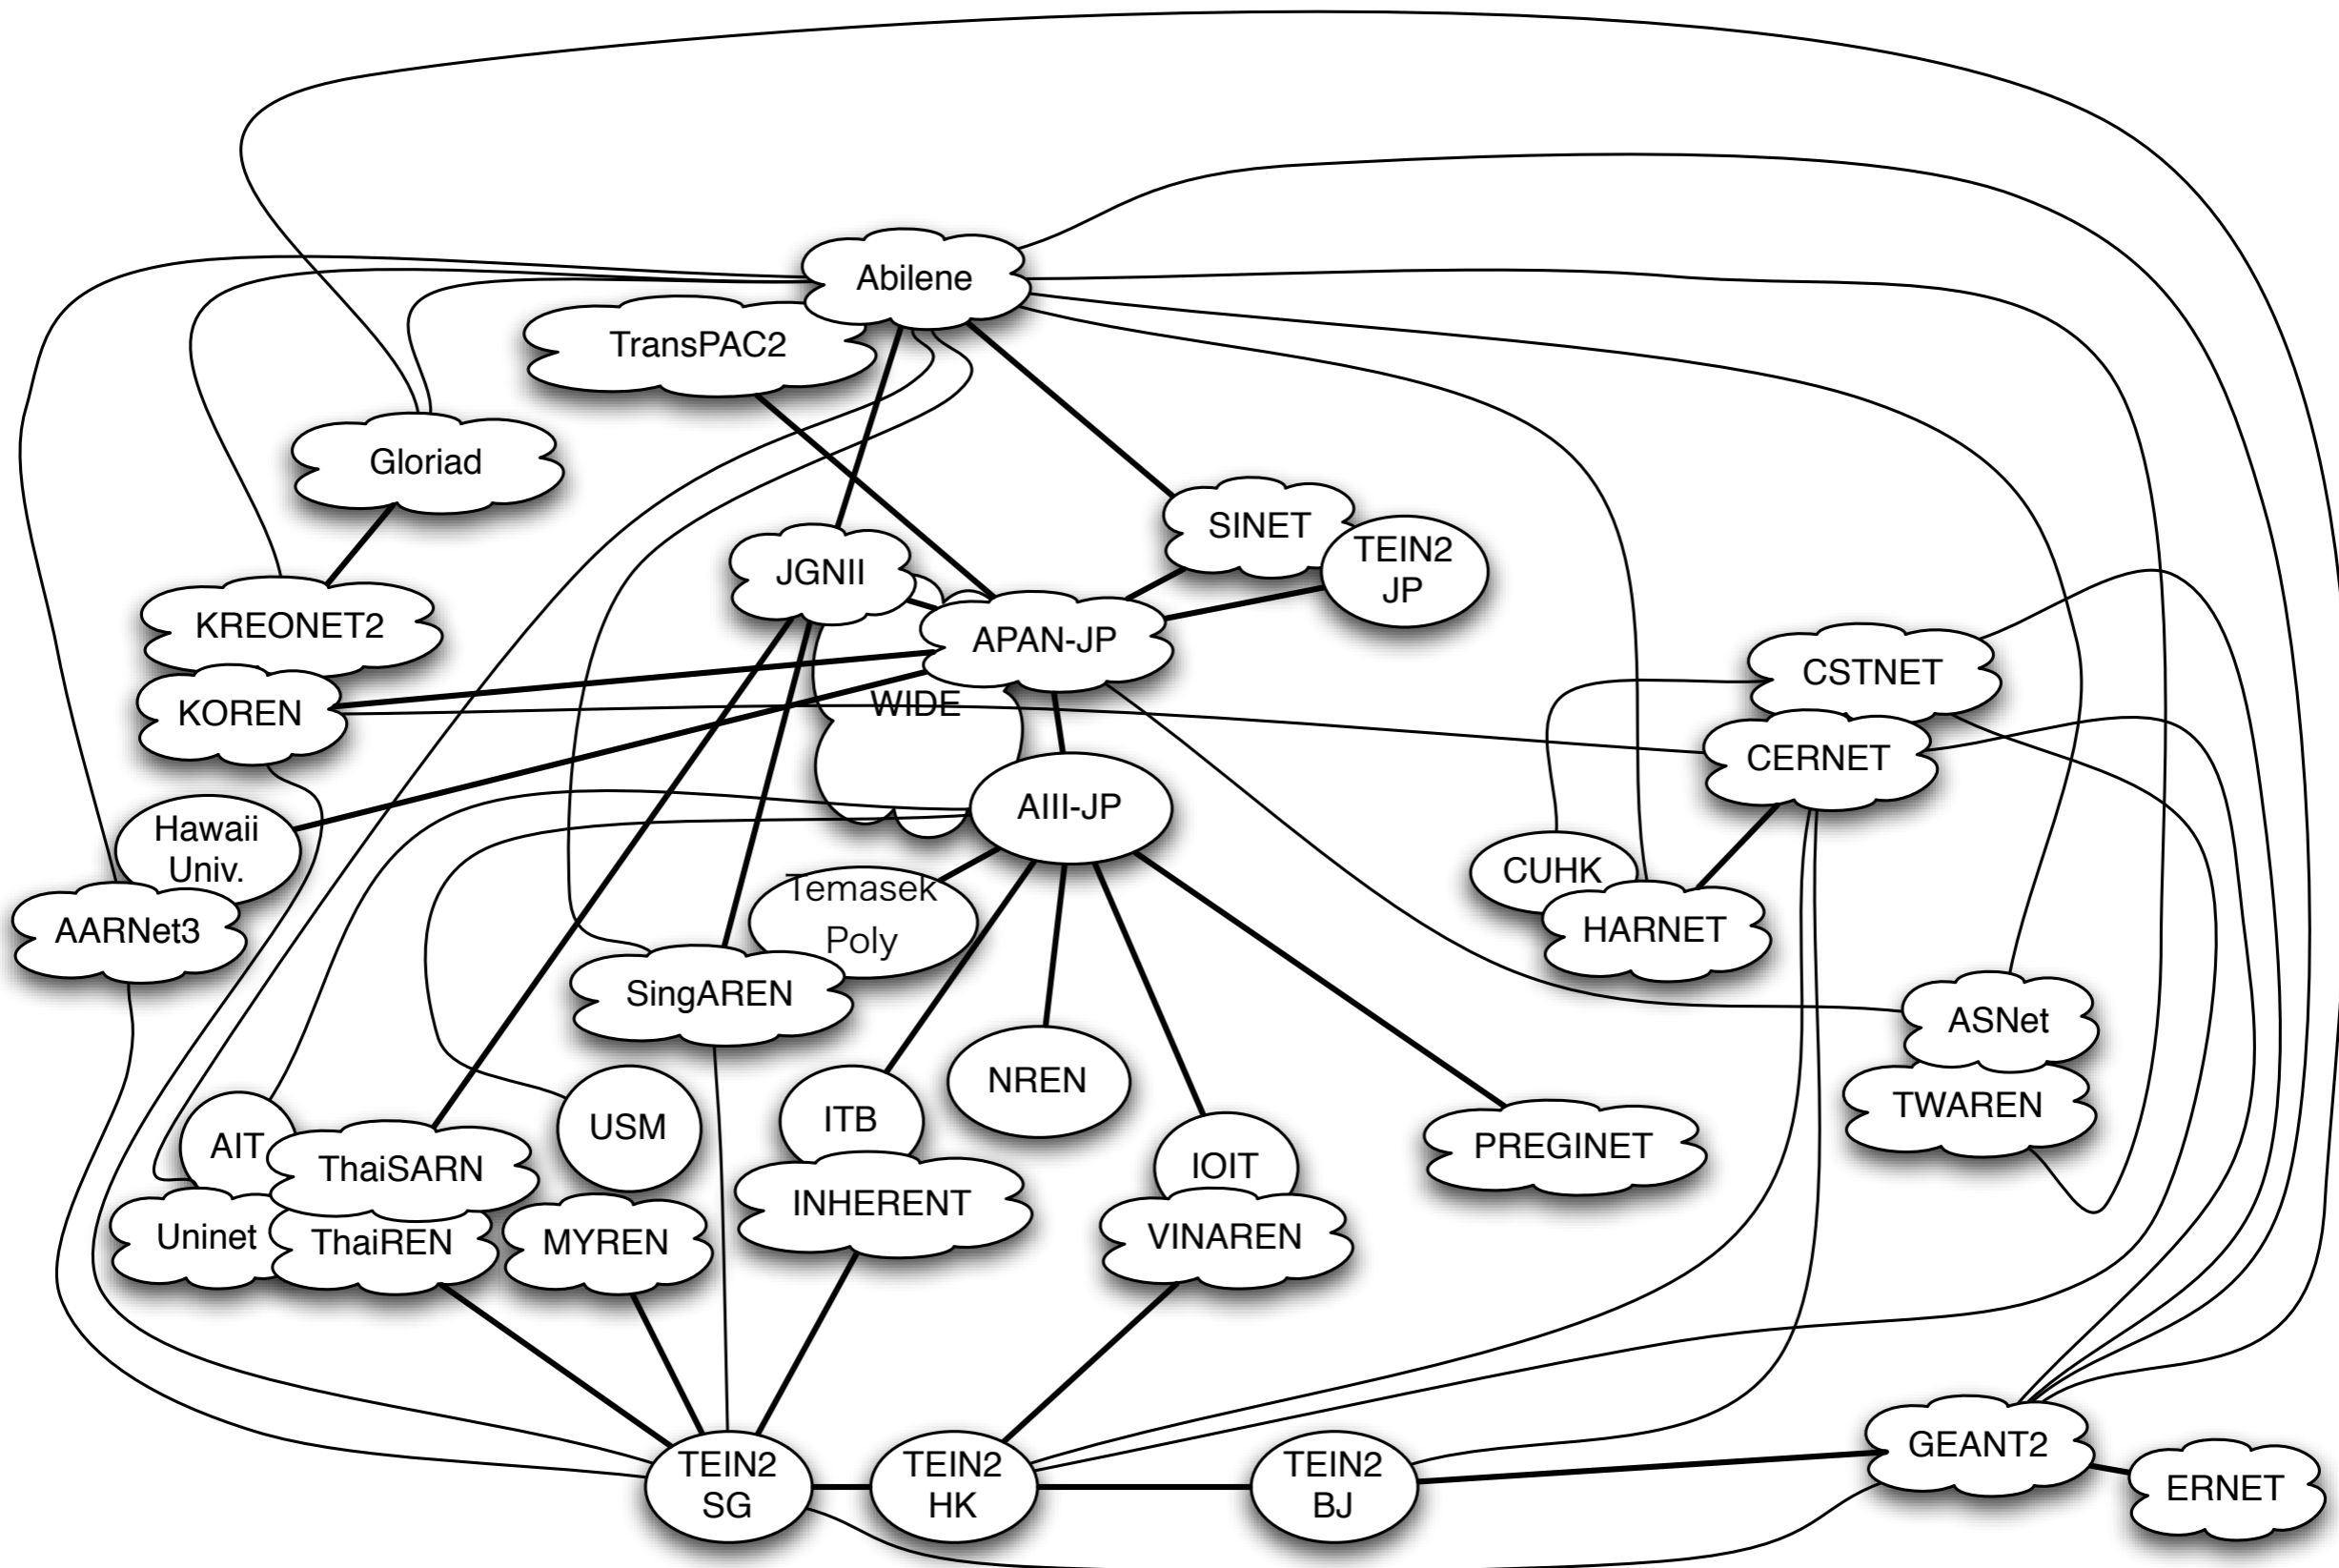 Abilene
TransPAC2
Gloriad
SINET
TEIN2
JP
JGNII
KREONET2
APAN-JP
CSTNET
KOREN
WIDE
CERNET
AIII-JP
Hawaii
Univ.
CUHK
Temasek
Poly
AARNet3
HARNET
SingAREN
ASNet
NREN
TWAREN
ITB
USM
AIT
PREGINET
ThaiSARN
IOIT
INHERENT
Uninet
ThaiREN
MYREN
VINAREN
GEANT2
TEIN2
SG
TEIN2
HK
TEIN2
BJ
ERNET